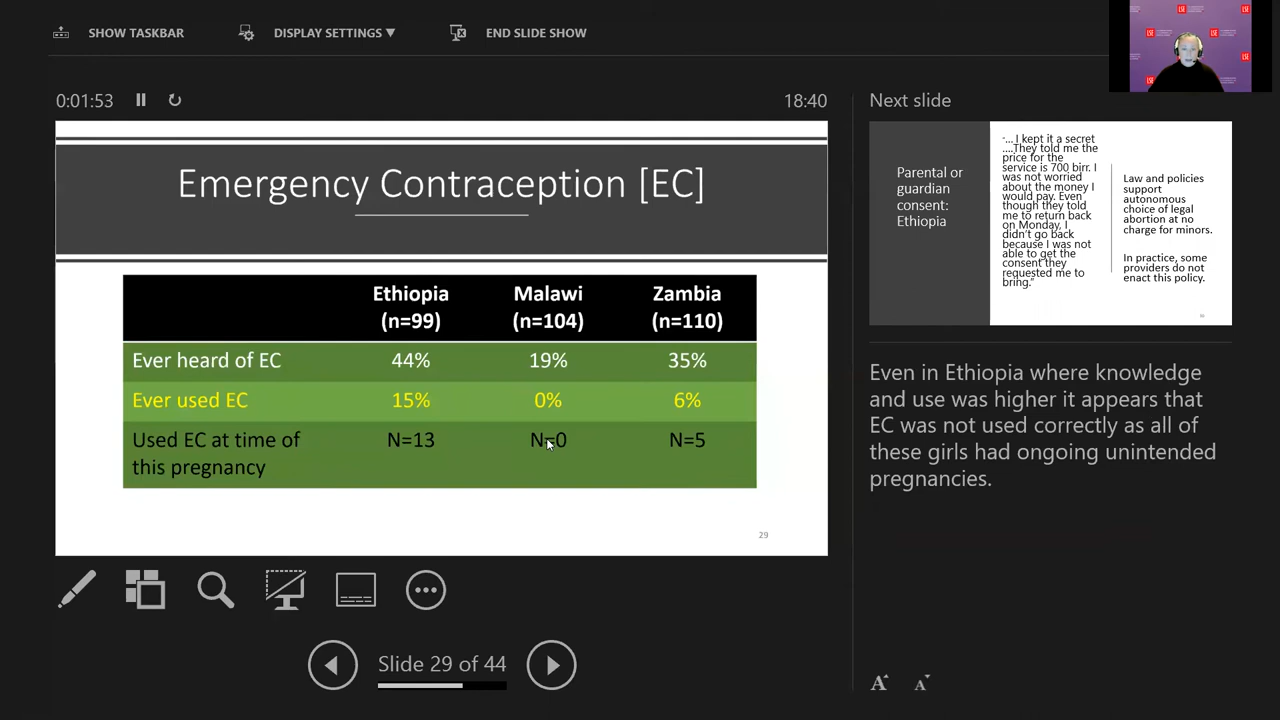 SHOW TASKBAR
DISPLAY SETTINGS ▼
END SLIDE SHOW
0:01:53
18:40
Emergency Contraception [EC]
Ethiopia Malawi Zambia
(n=99) (n=104) (n=110)
Ever heard of EC 44% 19% 35%
Ever used EC 15% 0% 6%
Used EC at time of N=13 N=0 N=5
this pregnancy
29
Slide 29 of 44
Next slide
Parental or
guardian
consent:
Ethiopia
"... I kept it a secret
....They told me the
price for the
service is 700 birr. I
was not worried
about the money I
would pay. Even
though they told
me to return back
on Monday, I
didn't go back
because I was not
able to get the
consent they
requested me to
bring."
Law and policies
support
autonomous
choice of legal
abortion at no
charge for minors.
In practice, some
providers do not
enact this policy.
Even in Ethiopia where knowledge
and use was higher it appears that
EC was not used correctly as all of
these girls had ongoing unintended
pregnancies.
A A
LSE
LSE
LSE
LSE
LSE
LSE